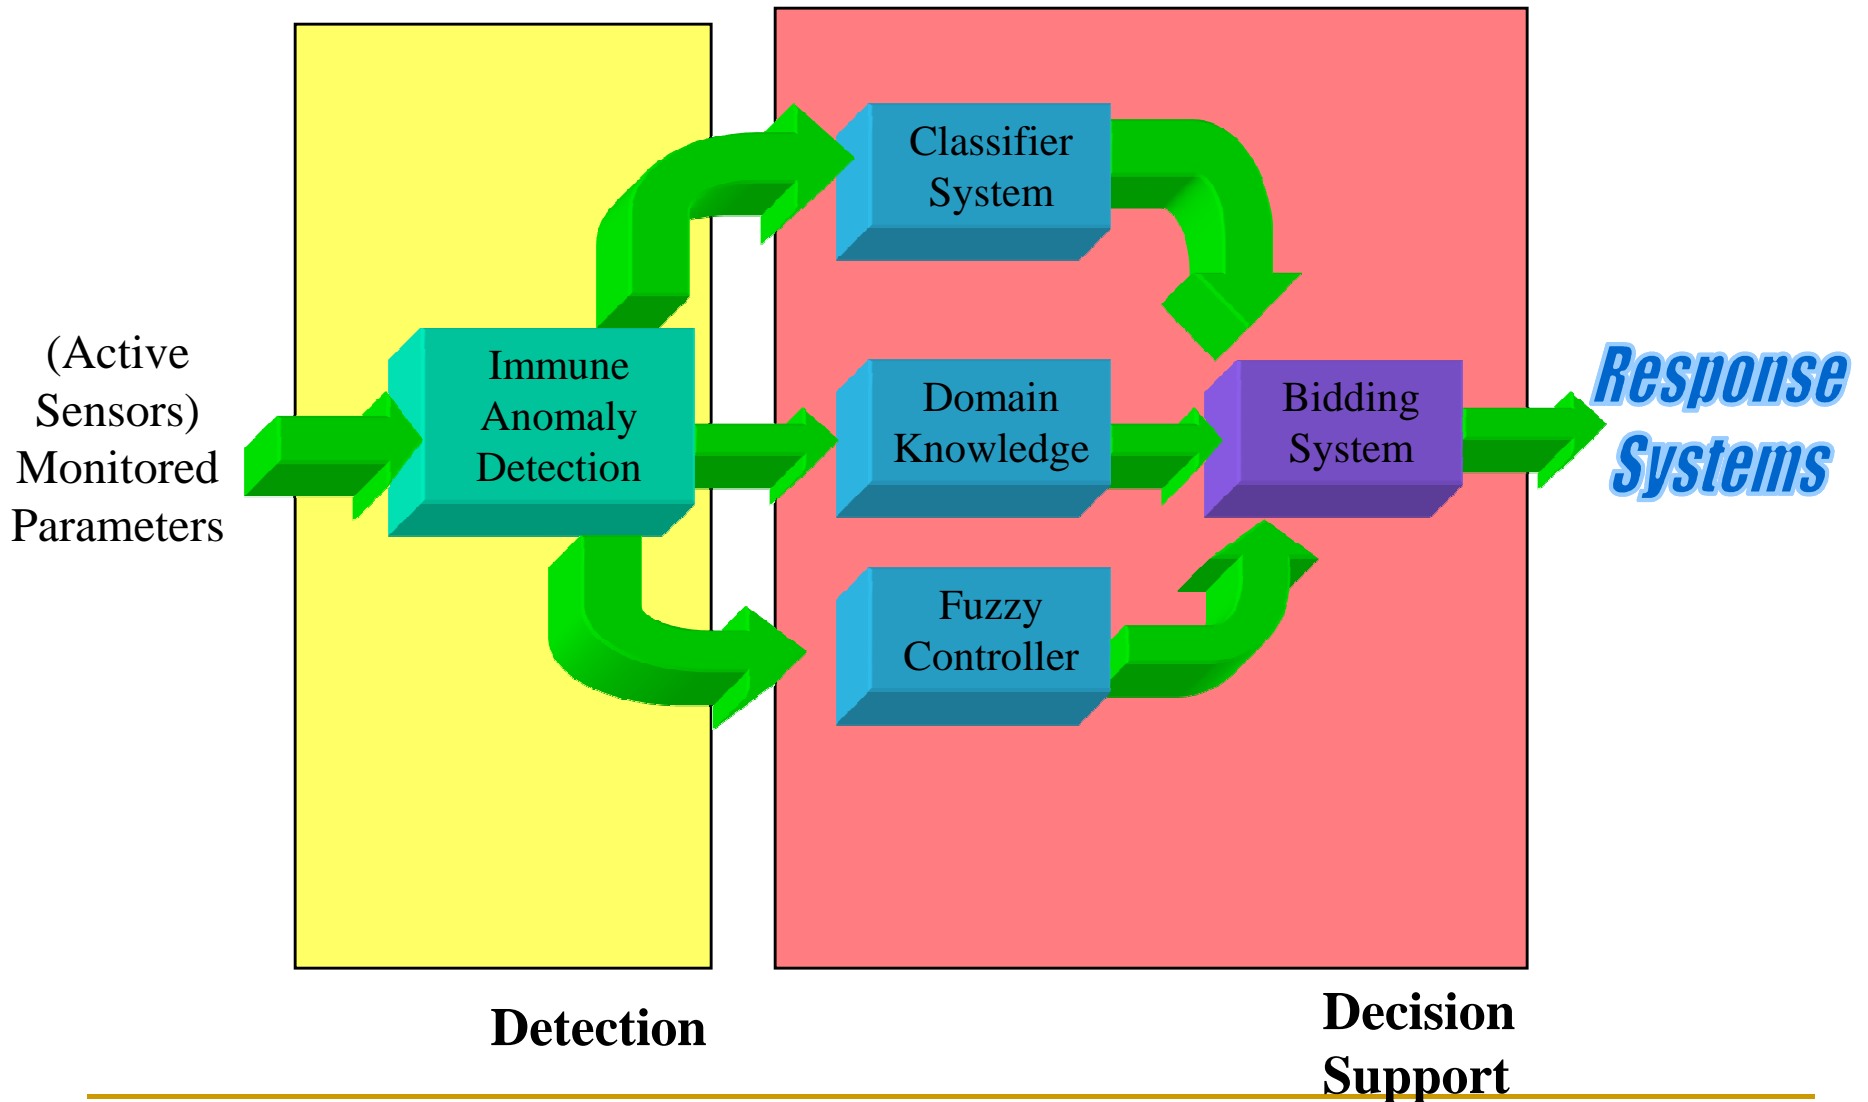 (Active
Sensors)
Monitored
Parameters
Immune
Anomaly
Detection
Classifier
System
Domain
Knowledge
Fuzzy
Controller
Bidding
System
Response
Systems
Detection
Decision
Support